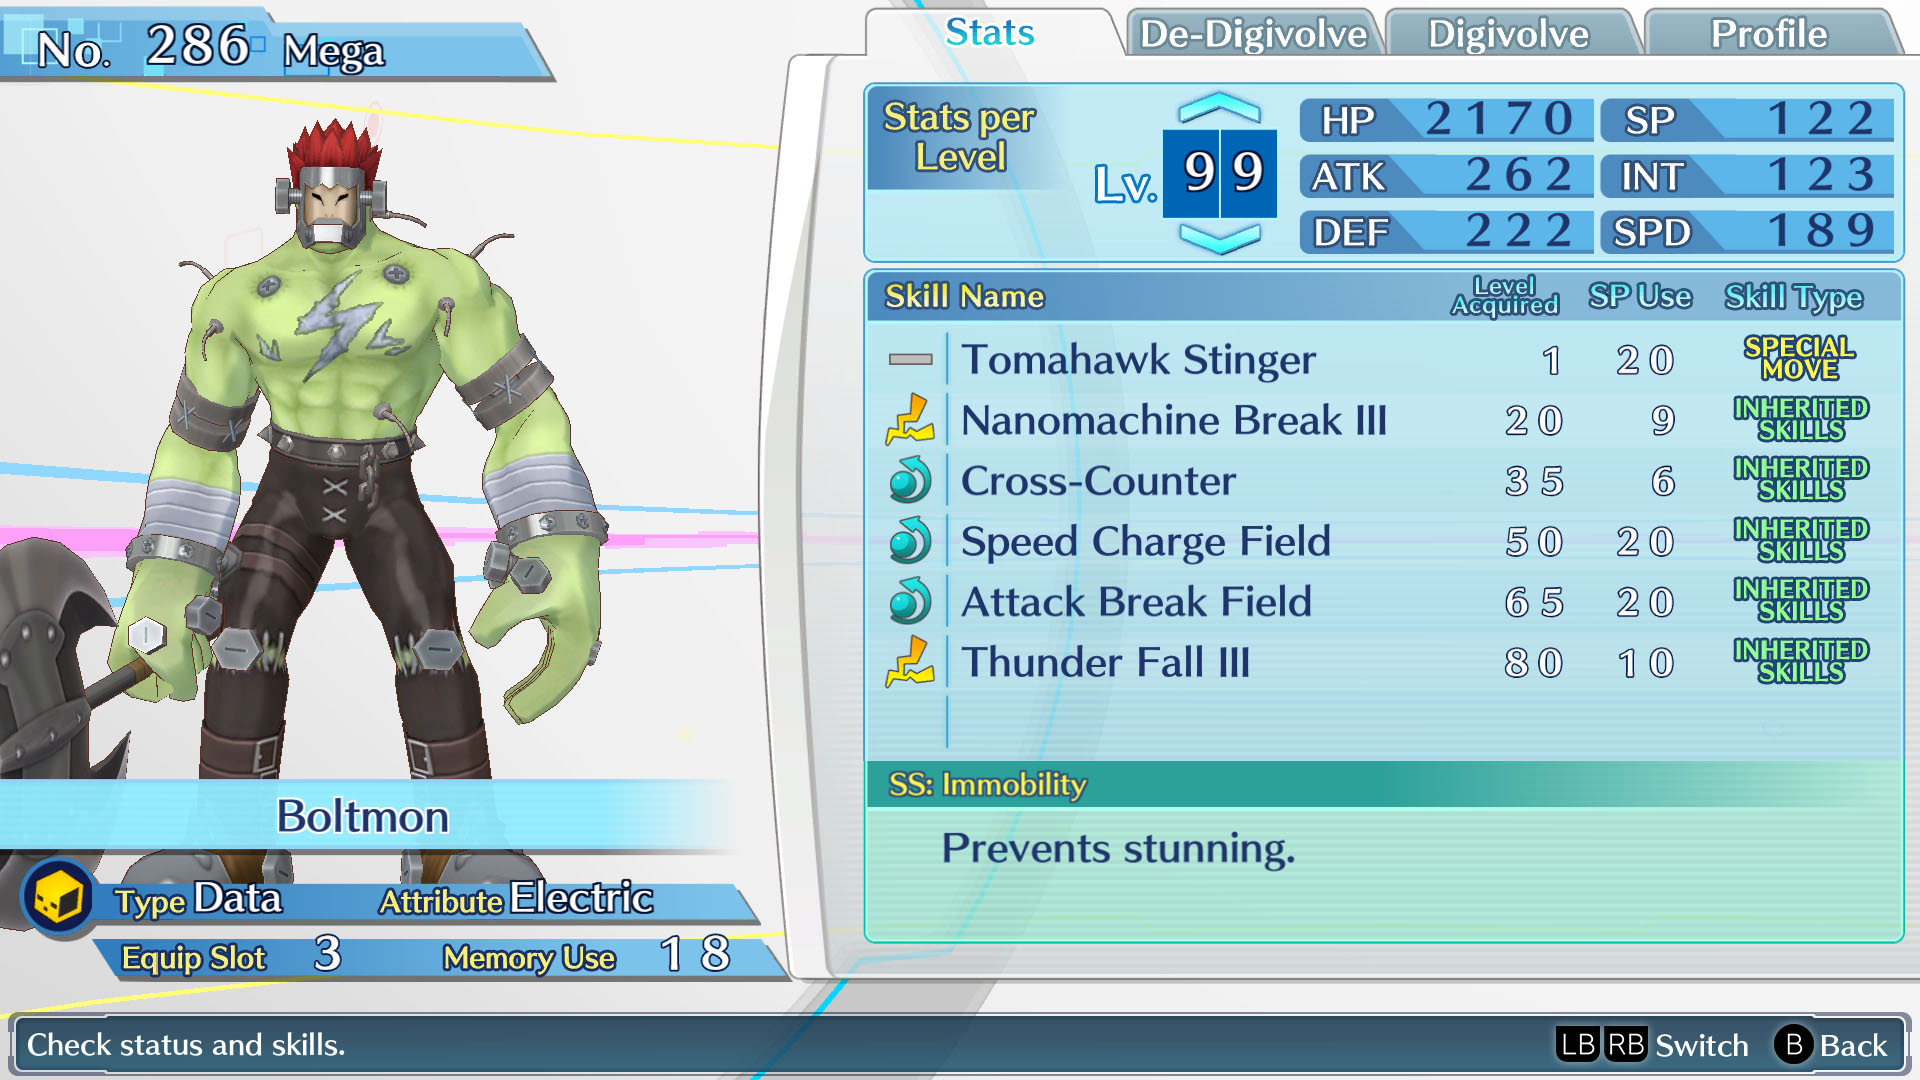 No. 286 Mega
Stats
De-Digivolve
Digivolve
Profile
Stats per
Level
Lv. 99
HP 2170
SP 122
ATK 262
INT 123
DEF 222
SPD 189
Skill Name
Level
Acquired
SP Use
Skill Type
Tomahawk Stinger 1 20 SPECIAL
MOVE
Nanomachine Break III 20 9 INHERITED
SKILLS
Cross-Counter 35 6 INHERITED
SKILLS
Speed Charge Field 50 20 INHERITED
SKILLS
Attack Break Field 65 20 INHERITED
SKILLS
Thunder Fall III 80 10 INHERITED
SKILLS
SS: Immobility
Prevents stunning.
Boltmon
Type Data Attribute Electric
Equip Slot 3 Memory Use 18
Check status and skills.
LB RB Switch B Back